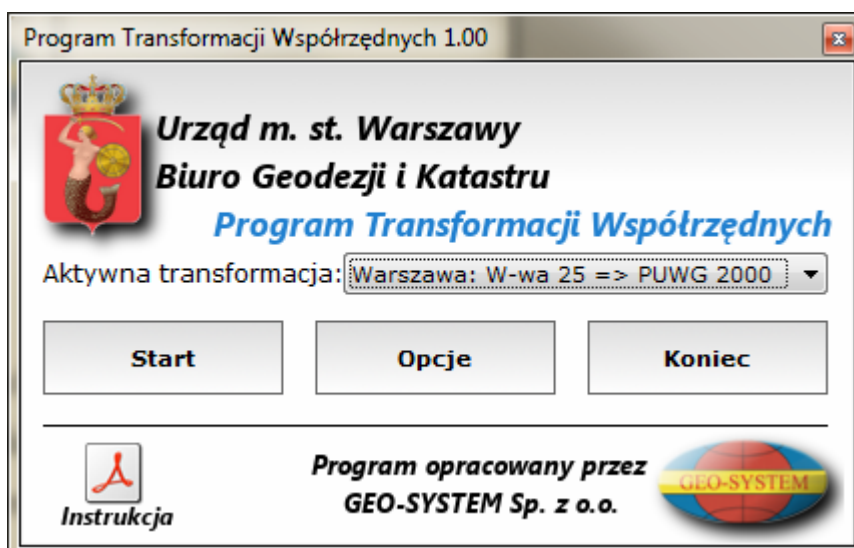 Program Transformacji Współrzędnych 1.00
Urząd m. st. Warszawy
Biuro Geodezji i Katastru
Program Transformacji Współrzędnych
Aktywna transformacja: Warszawa: W-wa 25 => PUWG 2000
Start Opcje Koniec
Instrukcja
Program opracowany przez
GEO-SYSTEM Sp. z o.o.
GEO-SYSTEM